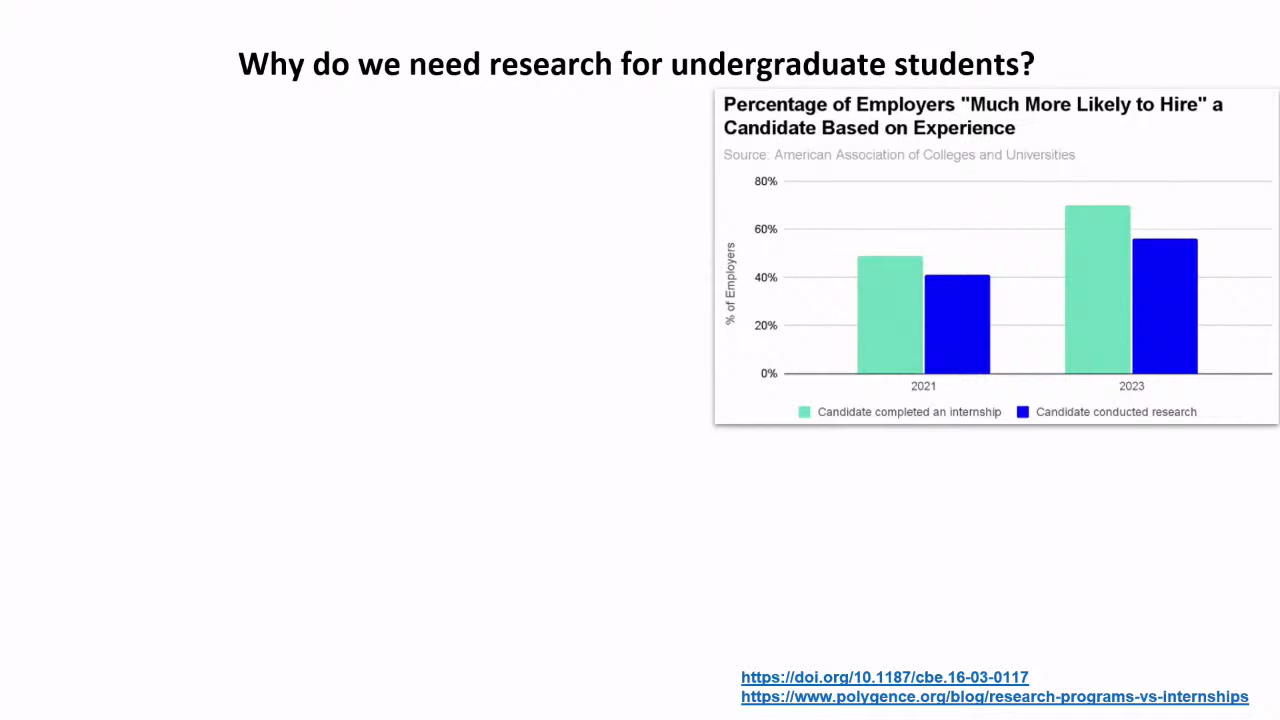 Why do we need research for undergraduate students?
Percentage of Employers "Much More Likely to Hire" a
Candidate Based on Experience
Source: American Association of Colleges and Universities
80%
60%
40%
20%
0%
% of Employers
2021
2023
Candidate completed an internship
Candidate conducted research
https://doi.org/10.1187/cbe.16-03-0117
https://www.polygence.org/blog/research-programs-vs-internships